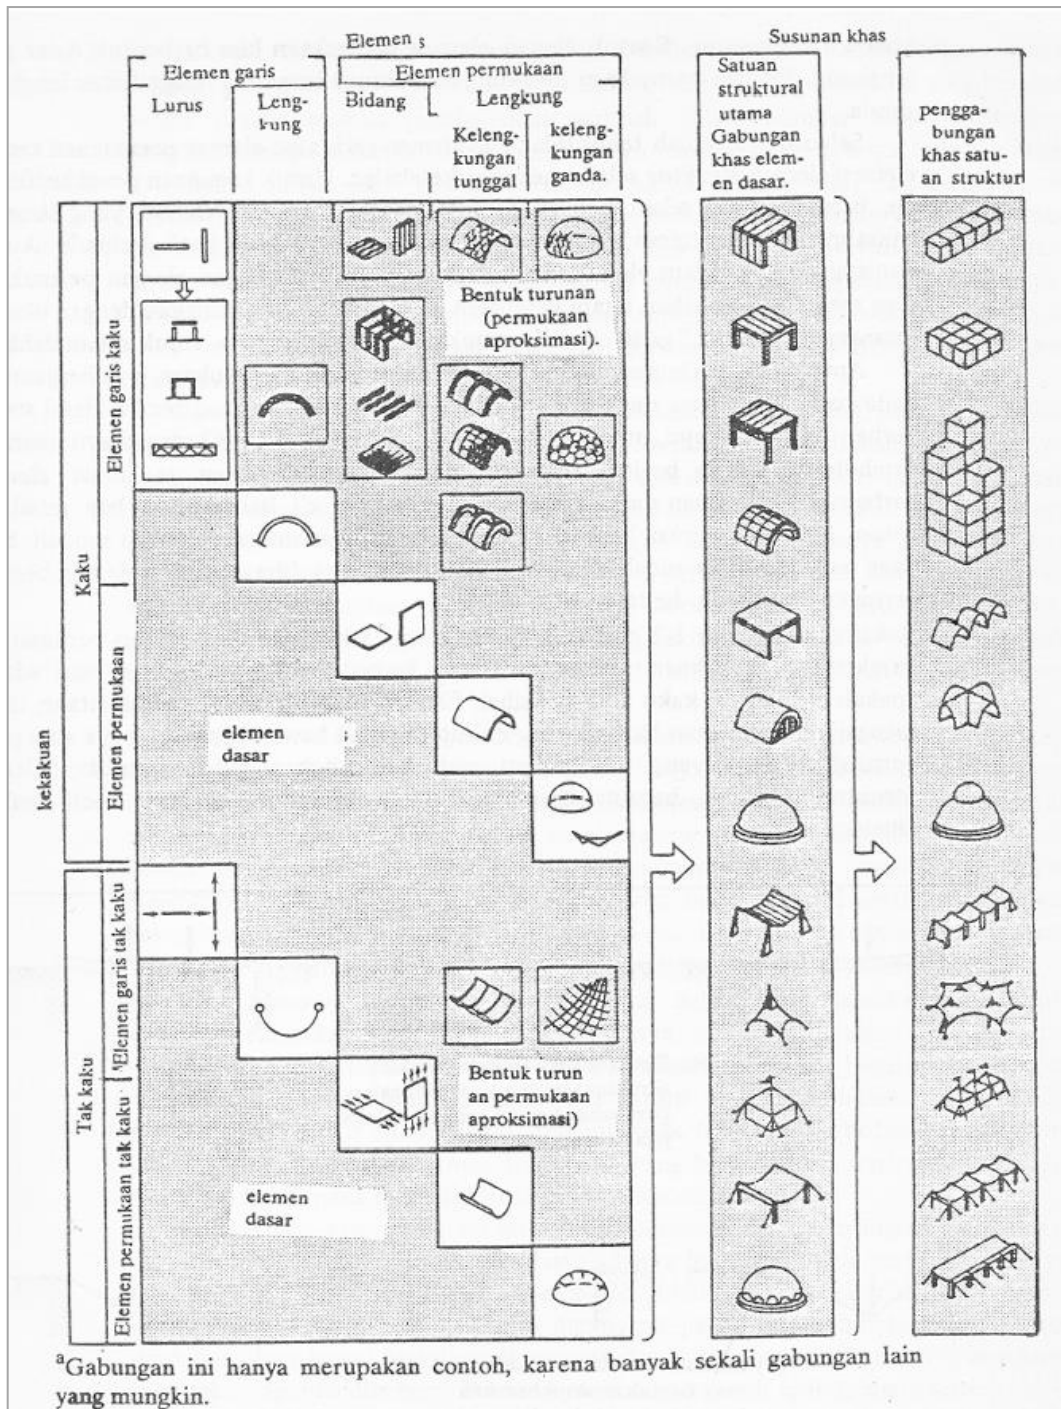 Elemen s
Susunan khas
Elemen garis
Elemen permukaan
Lurus
Leng-
kung
Bidang
Lengkung
Keleng-
kungan
tunggal
keleng-
kungan
ganda.
Satuan
struktural
utama
Gabungan
khas elem-
en dasar.
pengga-
bungan
khas satu-
an struktur
kekakuan
Kaku
Elemen garis kaku
Bentuk turunan
(permukaan
aproksimasi).
Elemen permukaan
elemen
dasar
Tak kaku
Elemen garis tak kaku
Elemen permukaan tak kaku
Bentuk turun
an permukaan
aproksimasi)
elemen
dasar
aGabungan ini hanya merupakan contoh, karena banyak sekali gabungan lain
yang mungkin.